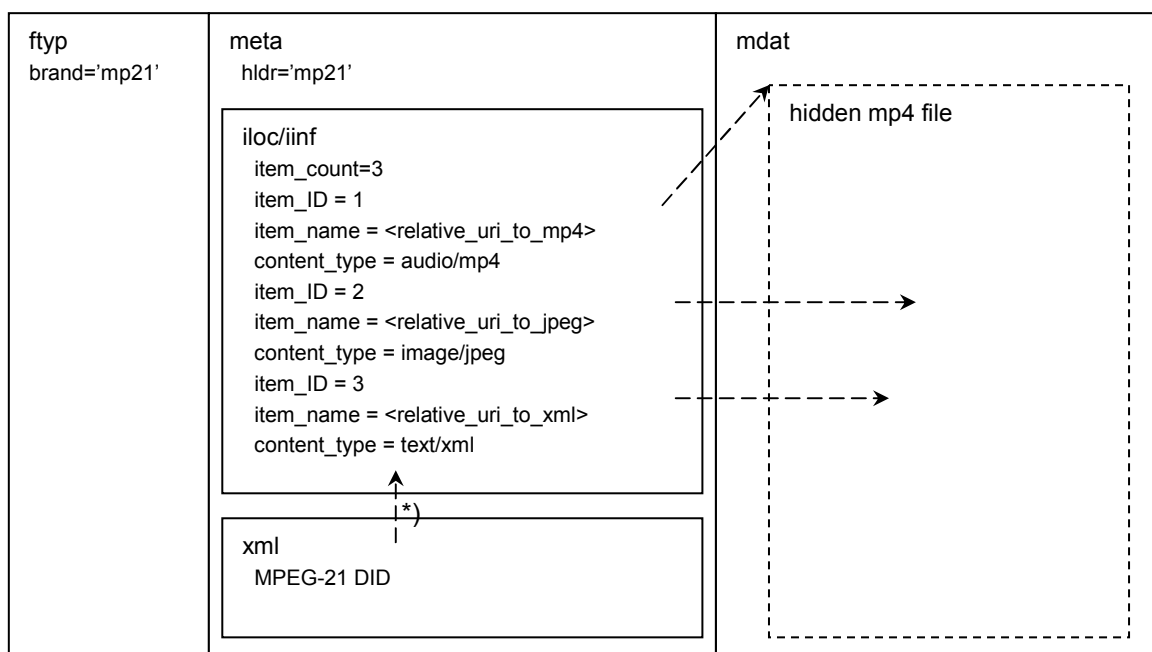 ftyp
brand=’mp21’
meta
hldr=’mp21’
iloc/iinf
item_count=3
item_ID = 1
item_name = <relative_uri_to_mp4>
content_type = audio/mp4
item_ID = 2
item_name = <relative_uri_to_jpeg>
content_type = image/jpeg
item_ID = 3
item_name = <relative_uri_to_xml>
content_type = text/xml
*)
xml
MPEG-21 DID
mdat
hidden mp4 file